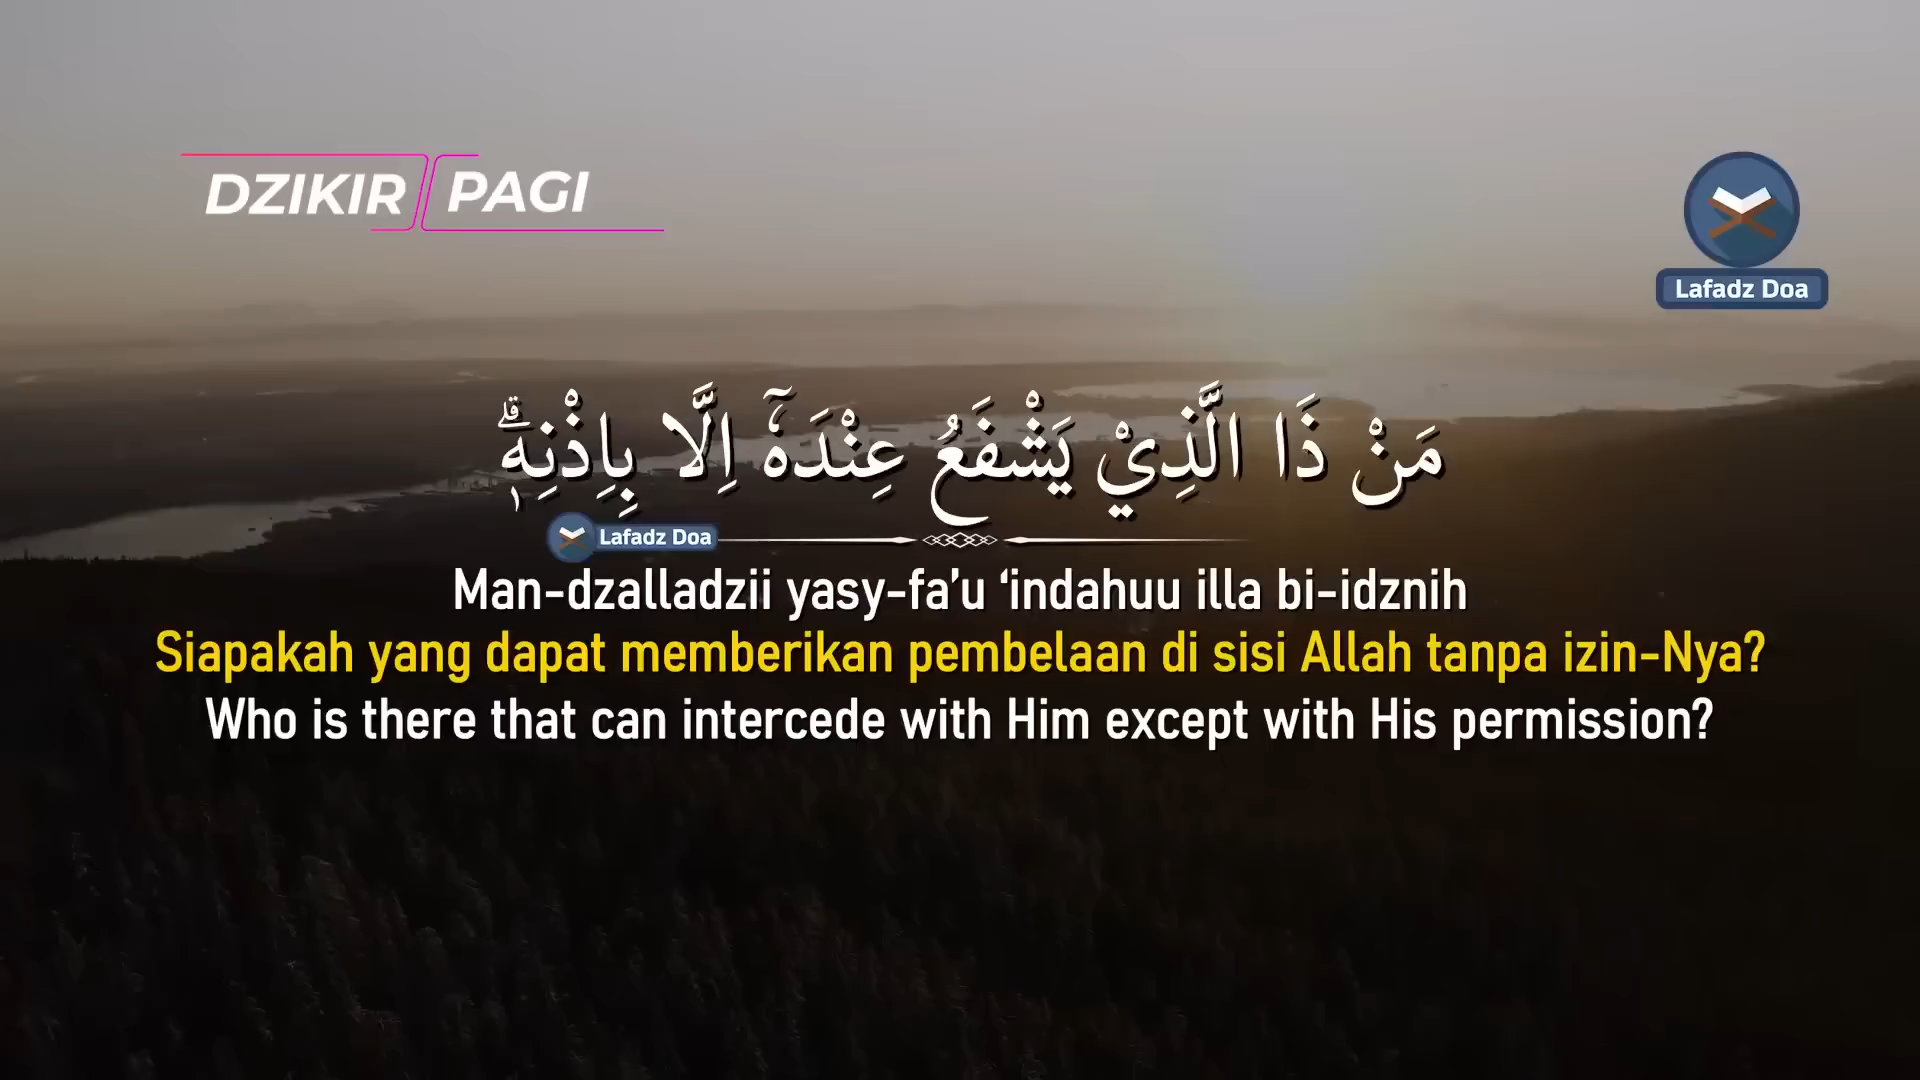 DZIKIR PAGI
Lafadz Doa
مَنْ ذَا الَّذِيْ يَشْفَعُ عِنْدَهٗٓ اِلَّا بِاِذْنِهٖۗ
Lafadz Doa
Man-dzalladzii yasy-fa’u ‘indahuu illa bi-idznih
Siapakah yang dapat memberikan pembelaan di sisi Allah tanpa izin-Nya?
Who is there that can intercede with Him except with His permission?